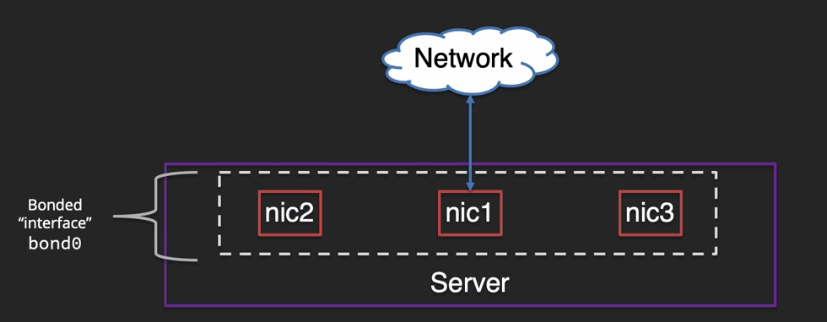 Network
Bonded
“interface”
bond0
nic2
nic1
nic3
Server